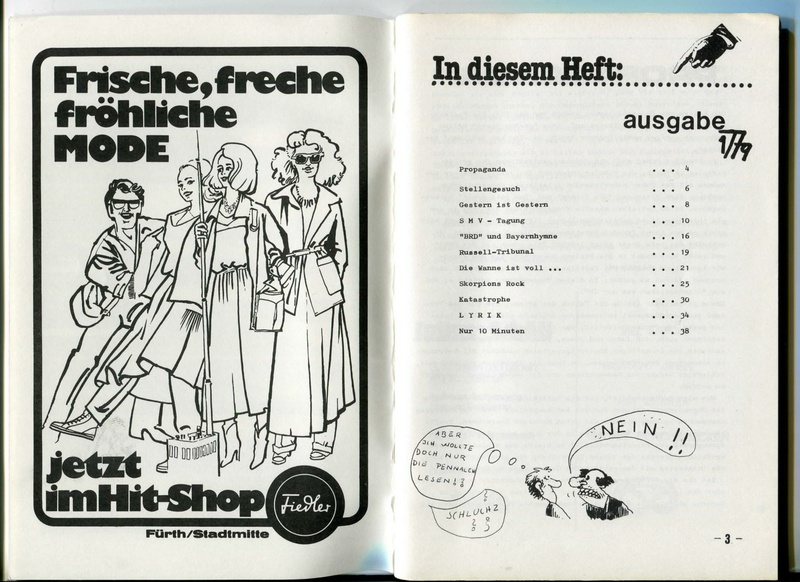 Frische, freche
fröhliche
MODE
jetzt
im Hit-Shop
Fiedler
Fürth/Stadtmitte
In diesem Heft:
ausgabe
1/79
Propaganda ... 4
Stellengesuch ... 6
Gestern ist Gestern ... 8
S M V - Tagung ... 10
"BRD" und Bayernhymne ... 16
Russell-Tribunal ... 19
Die Wanne ist voll ... ... 21
Skorpions Rock ... 25
Katastrophe ... 30
L Y R I K ... 34
Nur 10 Minuten ... 38
ABER
ICH WOLLTE
DOCH NUR
DIE PENNALEN
LESEN!?
SCHLUCHZ
NEIN !!
- 3 -